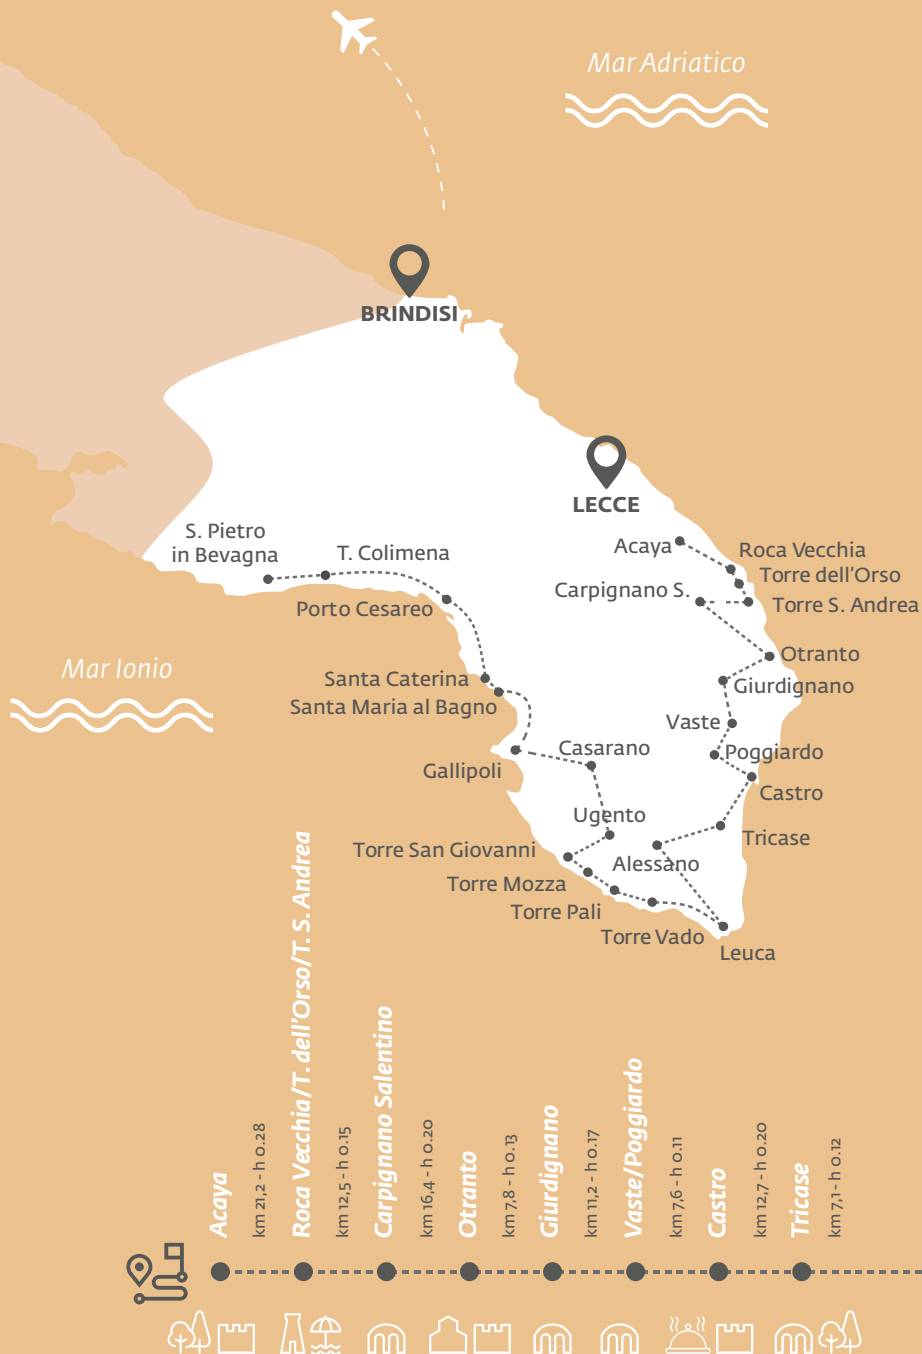 Mar Adriatico
BRINDISI
LECCE
S. Pietro
in Bevagna
T. Colimena
Acaya
Roca Vecchia
Torre dell'Orso
Carpignano S.
Torre S. Andrea
Porto Cesareo
Otranto
Mar Ionio
Santa Caterina
Giurdignano
Santa Maria al Bagno
Vaste
Casarano
Poggiardo
Gallipoli
Castro
Ugento
Tricase
Torre San Giovanni
Alessano
Torre Mozza
Torre Pali
Torre Vado
Leuca
Acaya
km 21,2 - h 0.28
Roca Vecchia/T. dell'Orso/T. S. Andrea
km 12,5 - h 0.15
Carpignano Salentino
km 16,4 - h 0.20
Otranto
km 7,8 - h 0.13
Giurdignano
km 11,2 - h 0.17
Vaste/Poggiardo
km 7,6 - h 0.11
Castro
km 12,7 - h 0.20
Tricase
km 7,1 - h 0.12